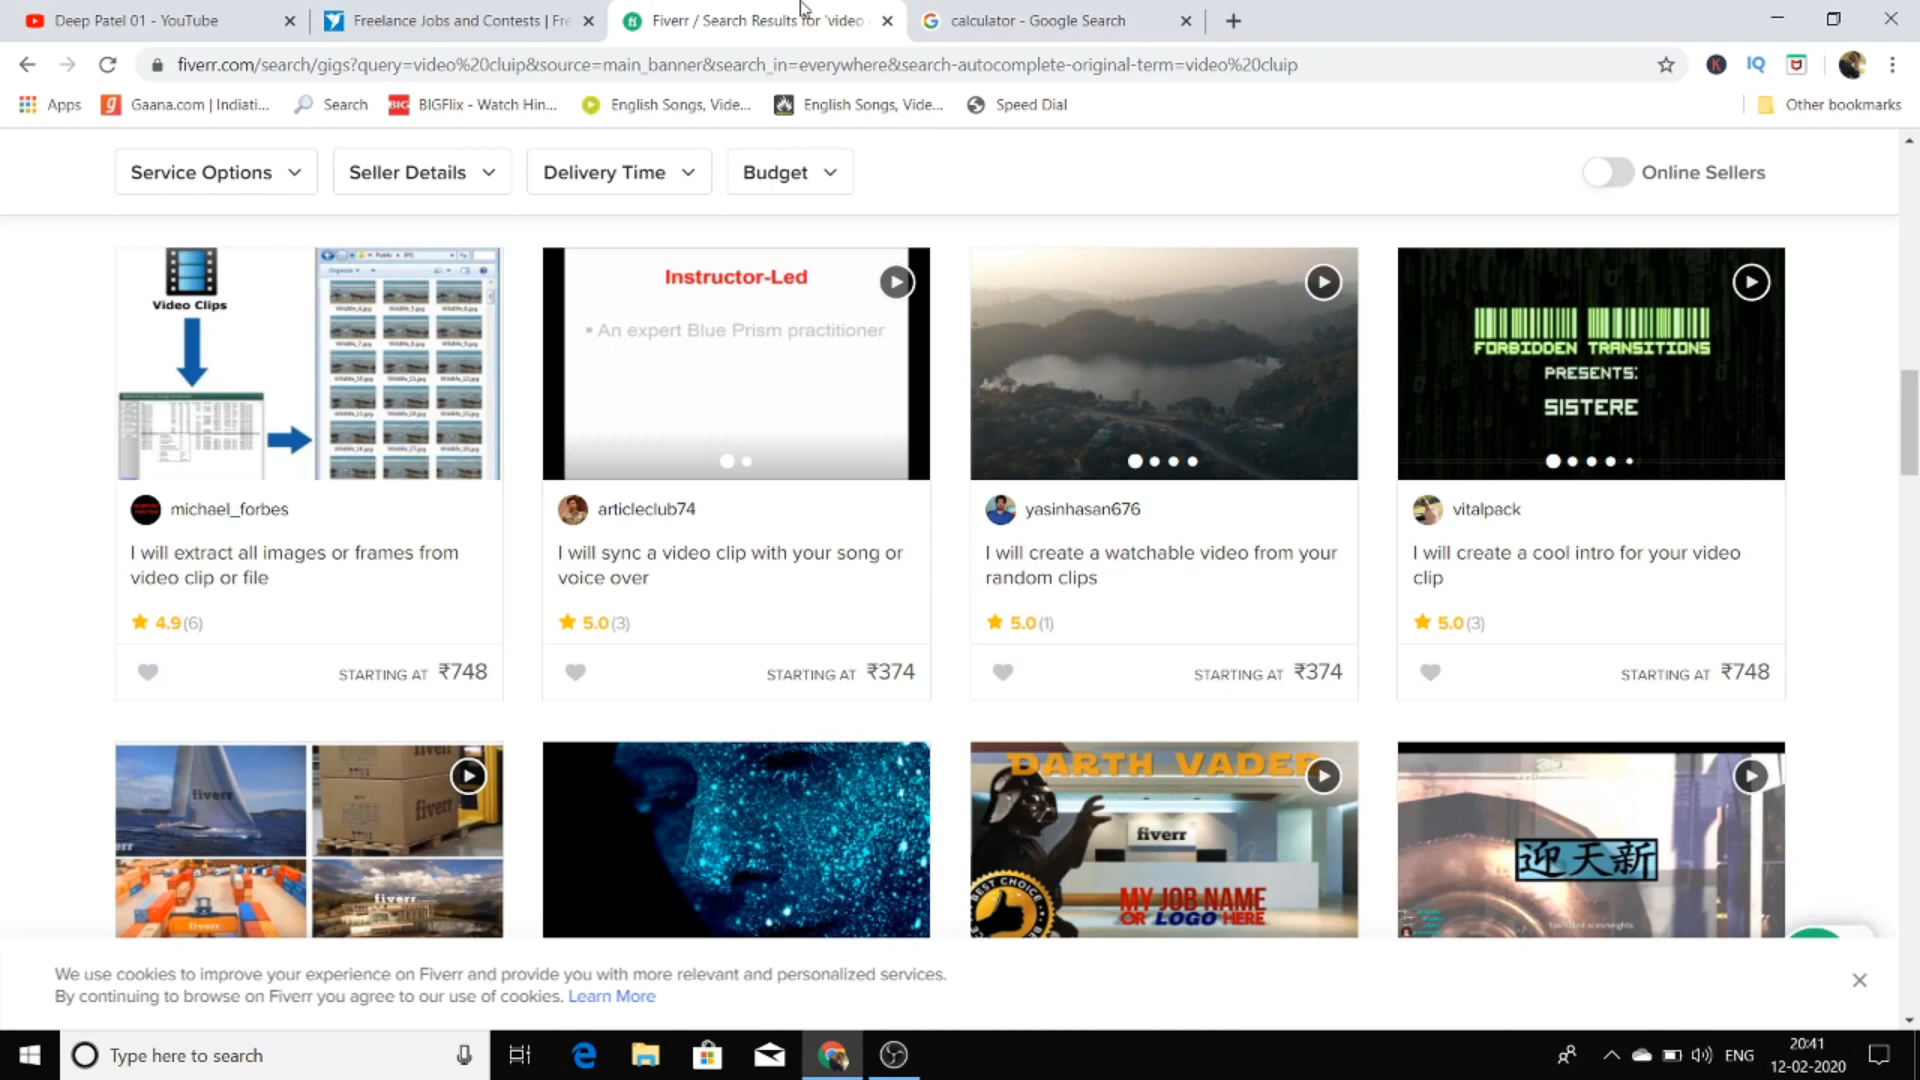 Deep Patel 01 - YouTube
Freelance Jobs and Contests | Fre
Fiverr / Search Results for 'video
calculator - Google Search
fiverr.com/search/gigs?query=video%20cluip&source=main_banner&search_in=everywhere&search-autocomplete-original-term=video%20cluip
IQ
Apps
Gaana.com | Indiati...
Search
BIGFlix - Watch Hin...
English Songs, Vide...
English Songs, Vide...
Speed Dial
Other bookmarks
Service Options
Seller Details
Delivery Time
Budget
Online Sellers
Video Clips
Instructor-Led
▪ An expert Blue Prism practitioner
FORBIDDEN TRANSITIONS
PRESENTS:
SISTERE
michael_forbes
I will extract all images or frames from
video clip or file
4.9(6)
STARTING AT ₹748
articleclub74
I will sync a video clip with your song or
voice over
5.0(3)
STARTING AT ₹374
yasinhasan676
I will create a watchable video from your
random clips
5.0(1)
STARTING AT ₹374
vitalpack
I will create a cool intro for your video
clip
5.0(3)
STARTING AT ₹748
fiverr
fiverr
fiverr
fiverr
fiverr
DARTH VADER
fiverr
BEST CHOICE
MY JOB NAME
OR LOGO HERE
迎天新
We use cookies to improve your experience on Fiverr and provide you with more relevant and personalized services.
By continuing to browse on Fiverr you agree to our use of cookies. Learn More
Type here to search
ENG
20:41
12-02-2020